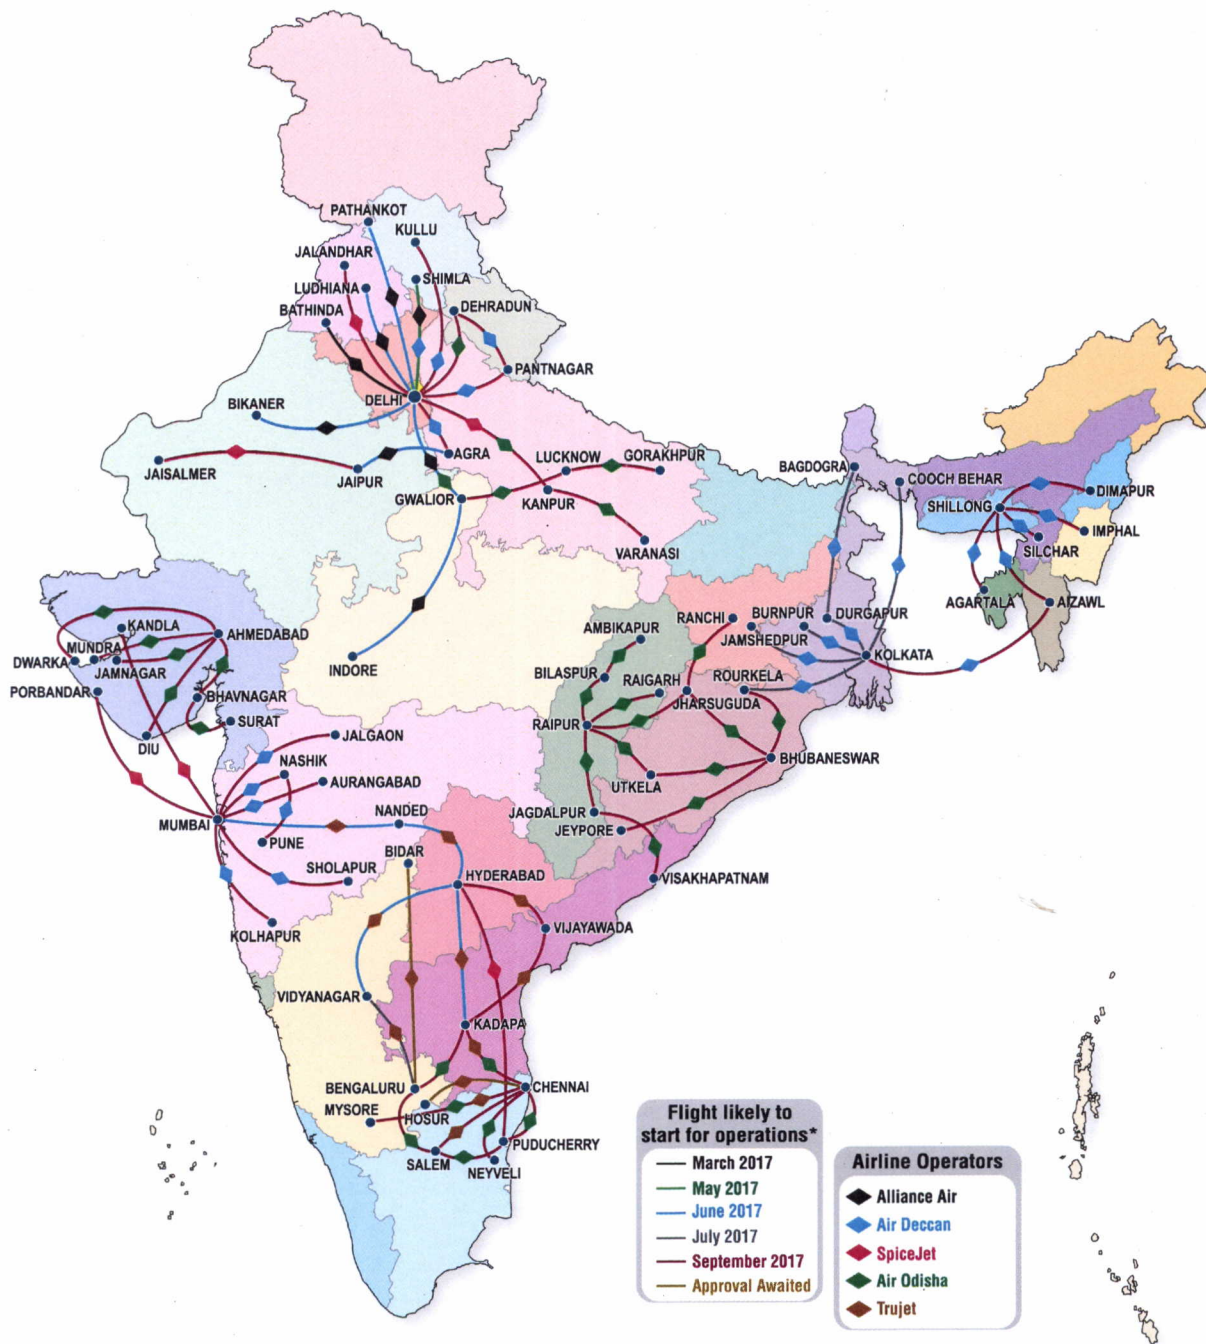 PATHANKOT
KULLU
JALANDHAR
SHIMLA
LUDHIANA
DEHRADUN
BATHINDA
PANTNAGAR
DELHI
BIKANER
AGRA
LUCKNOW
GORAKHPUR
JAISALMER
JAIPUR
GWALIOR
KANPUR
VARANASI
BAGDOGRA
COOCH BEHAR
DIMAPUR
SHILLONG
IMPHAL
SILCHAR
AGARTALA
AIZAWL
KANDLA
AHMEDABAD
MUNDRA
DWARKA
JAMNAGAR
PORBANDAR
BHAVNAGAR
SURAT
DIU
INDORE
RANCHI
BURNPUR
DURGAPUR
AMBIKAPUR
JAMSHEDPUR
KOLKATA
BILASPUR
RAIGARH
ROURKELA
JHARSUGUDA
RAIPUR
BHUBANESWAR
UTKELA
JAGDALPUR
JEYPORE
VISAKHAPATNAM
JALGAON
NASHIK
AURANGABAD
MUMBAI
NANDED
PUNE
BIDAR
SHOLAPUR
HYDERABAD
KOLHAPUR
VIJAYAWADA
VIDYANAGAR
KADAPA
BENGALURU
CHENNAI
MYSORE
HOSUR
PUDUCHERRY
SALEM
NEYVELI
Flight likely to
start for operations*
March 2017
May 2017
June 2017
July 2017
September 2017
Approval Awaited
Airline Operators
Alliance Air
Air Deccan
SpiceJet
Air Odisha
Trujet